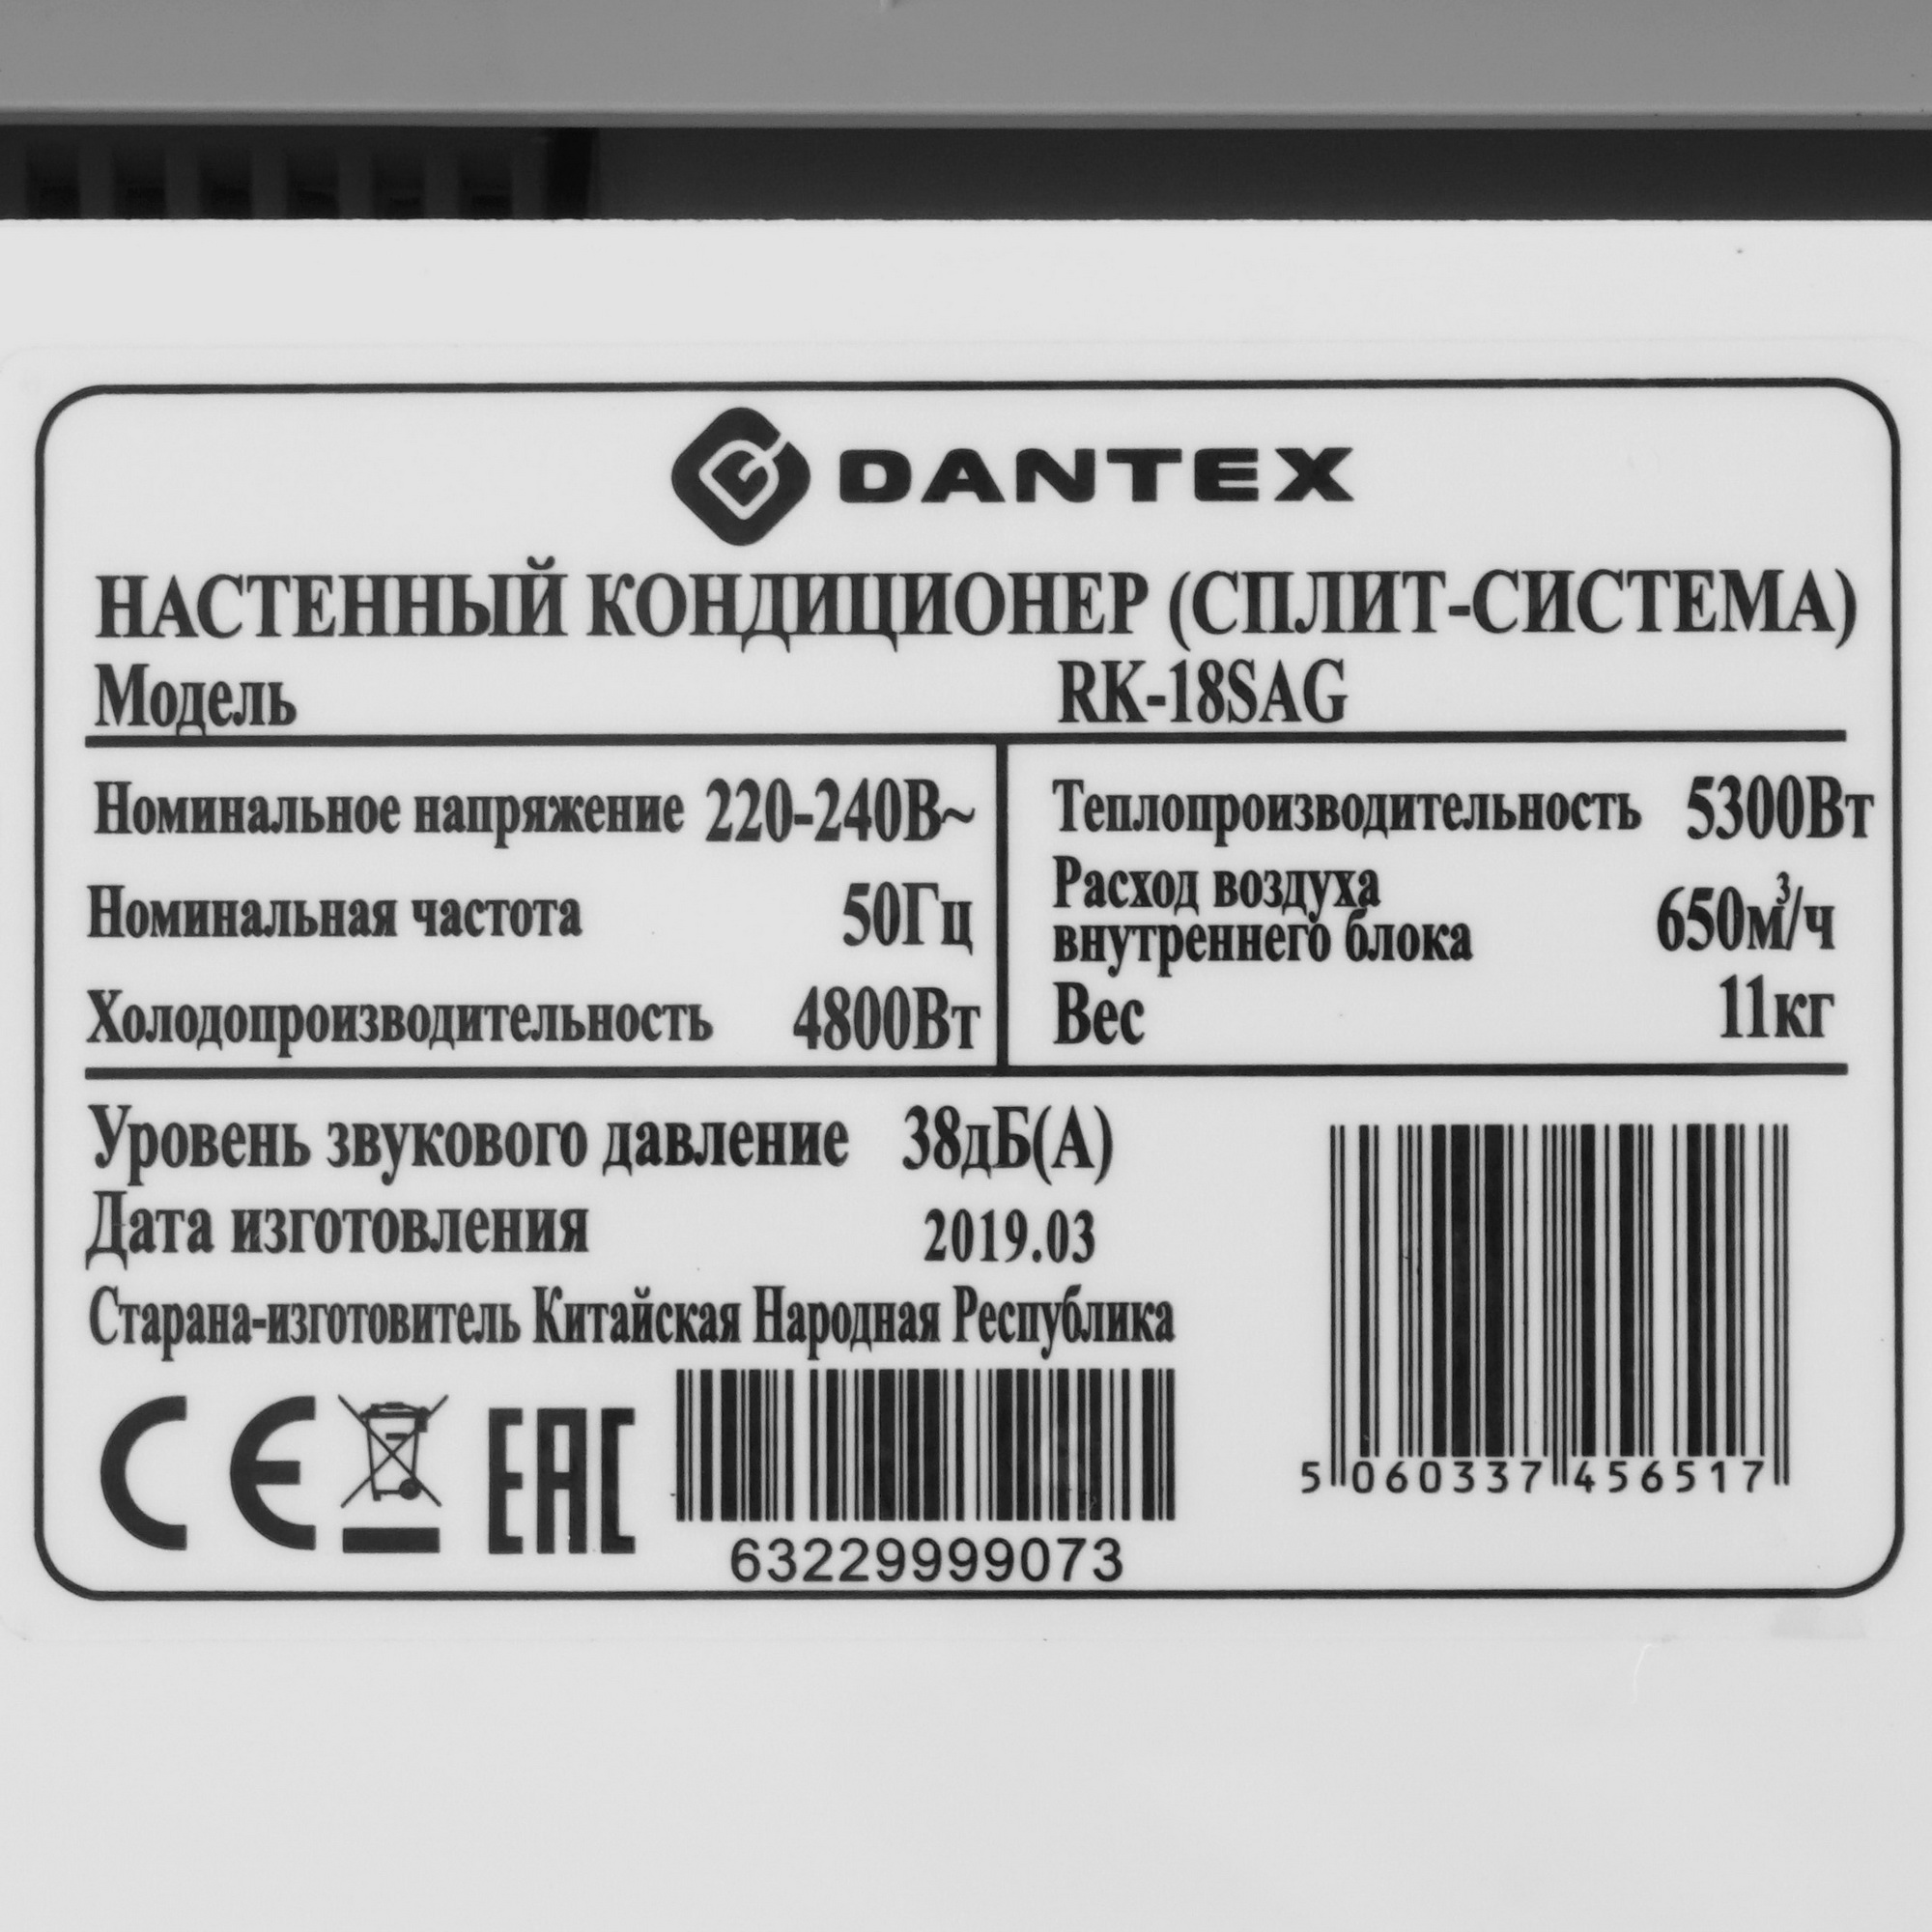 DANTEX
НАСТЕННЫЙ КОНДИЦИОНЕР (СПЛИТ-СИСТЕМА)
Модель RK-18SAG
Номинальное напряжение 220-240В~
Номинальная частота 50Гц
Холодопроизводительность 4800Вт
Теплопроизводительность 5300Вт
Расход воздуха
внутреннего блока 650м³/ч
Вес 11кг
Уровень звукового давление 38дБ(А)
Дата изготовления 2019.03
Старана-изготовитель Китайская Народная Республика
CE EAC
63229999073
5 060337 456517